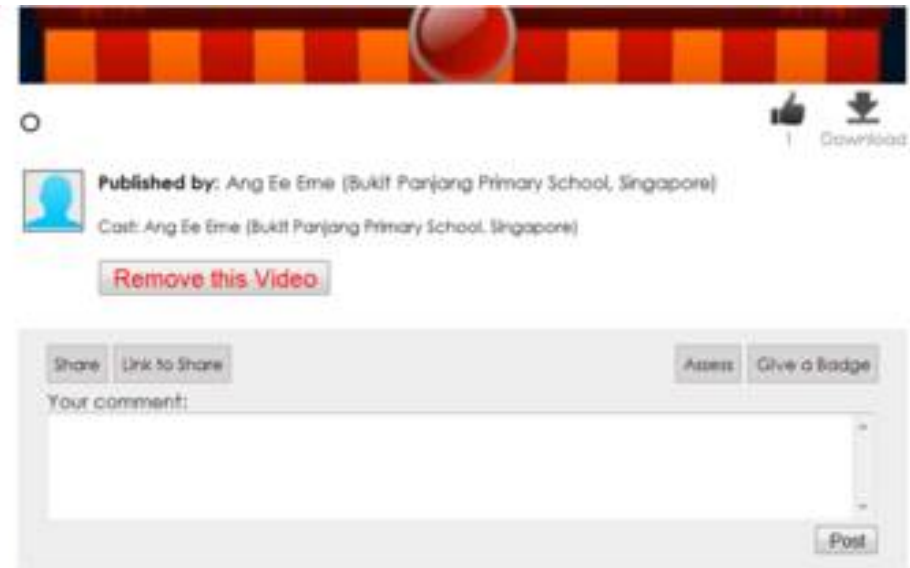 O
1 Download
Published by: Ang Ee Eme (Bukit Panjang Primary School, Singapore)
Cast: Ang Ee Eme (Bukit Panjang Primary School, Singapore)
Remove this Video
Share Link to Share Assess Give a Badge
Your comment:
Post